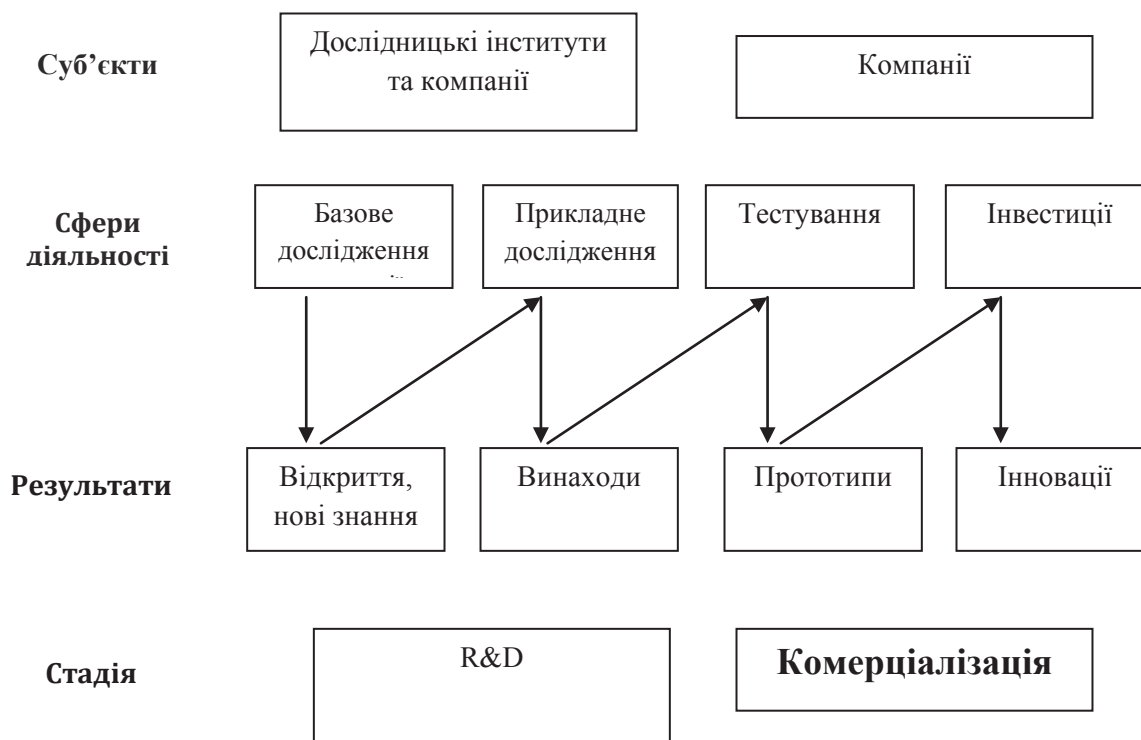 Суб’єкти
Дослідницькі інститути
та компанії
Компанії
Сфери
діяльності
Базове
дослідження
Прикладне
дослідження
Тестування
Інвестиції
Результати
Відкриття,
нові знання
Винаходи
Прототипи
Інновації
Стадія
R&D
Комерціалізація